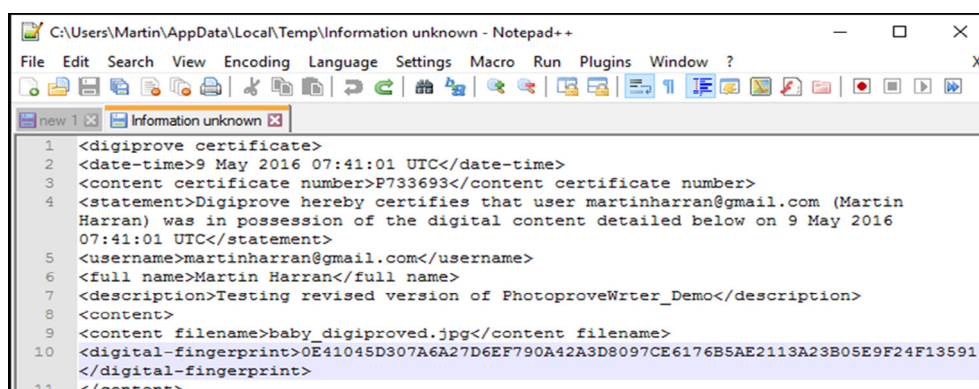 C:\Users\Martin\AppData\Local\Temp\Information unknown - Notepad++
File Edit Search View Encoding Language Settings Macro Run Plugins Window ?
new 1 Information unknown
1 <digiprove certificate>
2 <date-time>9 May 2016 07:41:01 UTC</date-time>
3 <content certificate number>P733693</content certificate number>
4 <statement>Digiprove hereby certifies that user martinharran@gmail.com (Martin
Harran) was in possession of the digital content detailed below on 9 May 2016
07:41:01 UTC</statement>
5 <username>martinharran@gmail.com</username>
6 <full name>Martin Harran</full name>
7 <description>Testing revised version of PhotoproveWrter_Demo</description>
8 <content>
9 <content filename>baby_digiproved.jpg</content filename>
10 <digital-fingerprint>0E41045D307A6A27D6EF790A42A3D8097CE6176B5AE2113A23B05E9F24F13591
</digital-fingerprint>
11 </content>